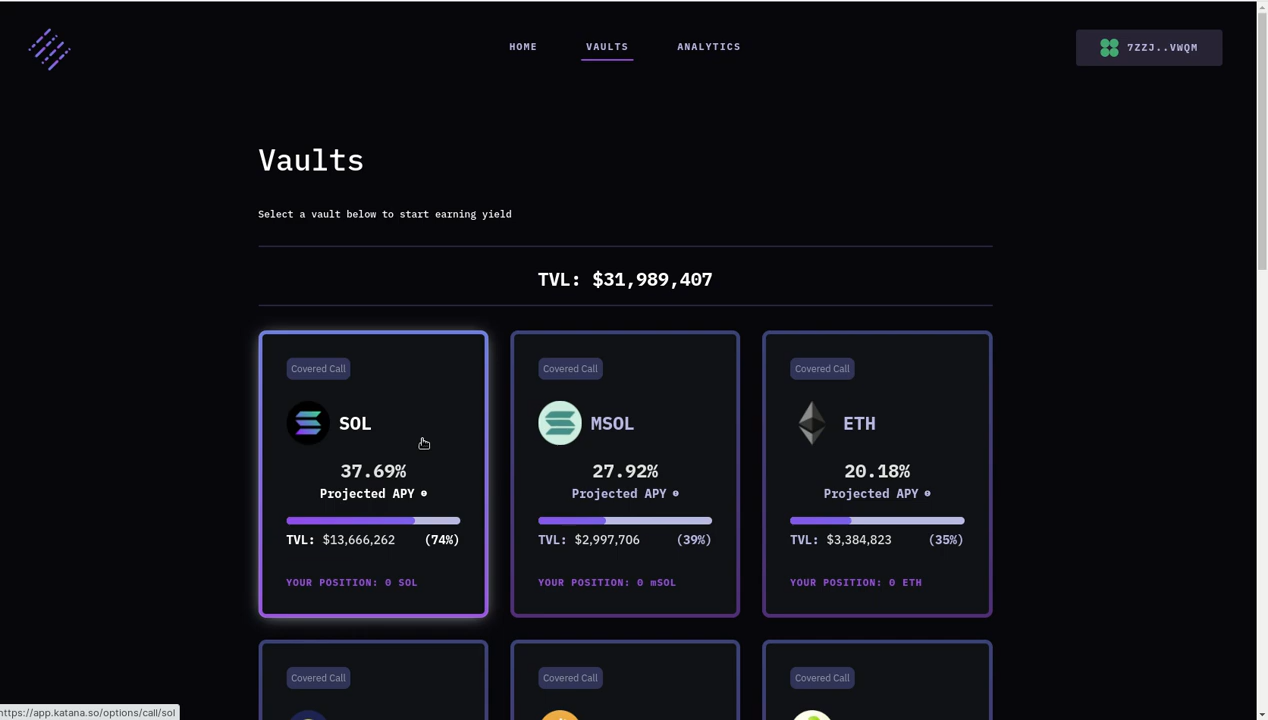 HOME
VAULTS
ANALYTICS
7ZZJ..VWQM
Vaults
Select a vault below to start earning yield
TVL: $31,989,407
Covered Call
SOL
37.69%
Projected APY
TVL: $13,666,262 (74%)
YOUR POSITION: 0 SOL
Covered Call
MSOL
27.92%
Projected APY
TVL: $2,997,706 (39%)
YOUR POSITION: 0 mSOL
Covered Call
ETH
20.18%
Projected APY
TVL: $3,384,823 (35%)
YOUR POSITION: 0 ETH
Covered Call
Covered Call
Covered Call
https://app.katana.so/options/call/sol